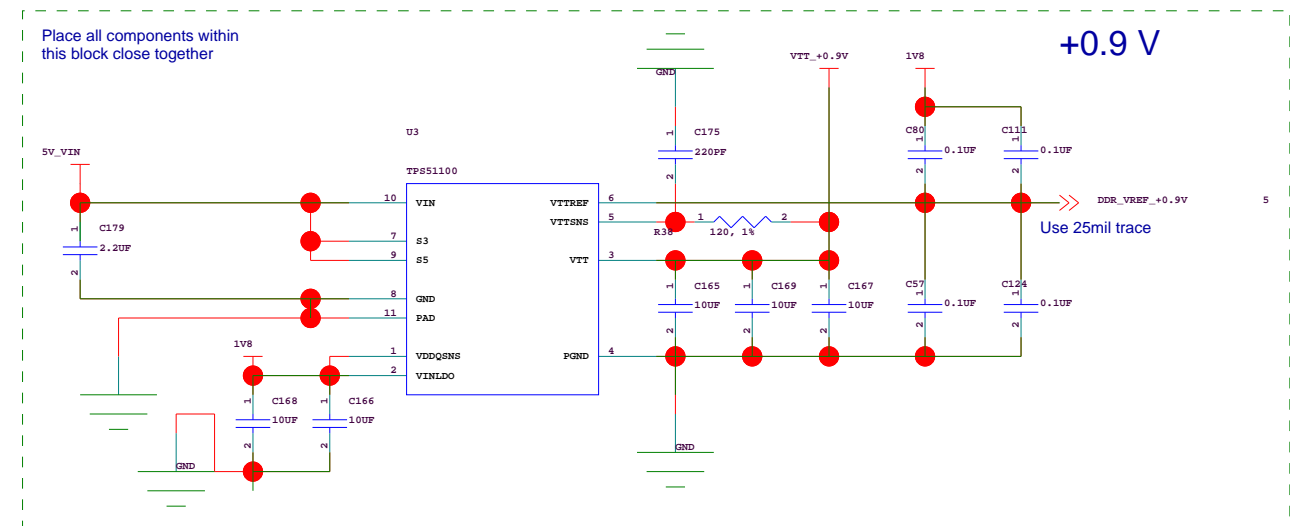 Place all components within
this block close together
+0.9 V
VTT_+0.9V
1V8
GND
U3
C175
C80
C111
1
1
1
5V_VIN
220PF
0.1UF
0.1UF
TPS51100
2
2
2
10 VIN
VTTREF 6
DDR_VREF_+0.9V 5
1
C179
VTTSNS 5
R38
1 2
120, 1%
Use 25mil trace
7 S3
2.2UF
9 S5
VTT 3
2
C165
C169
C167
C57
C124
1
1
1
1
1
8 GND
10UF
10UF
10UF
0.1UF
0.1UF
11 PAD
2
2
2
2
2
1V8
1 VDDQSNS
PGND 4
2 VINLDO
1
C168
1
C166
10UF
10UF
2
2
GND
GND